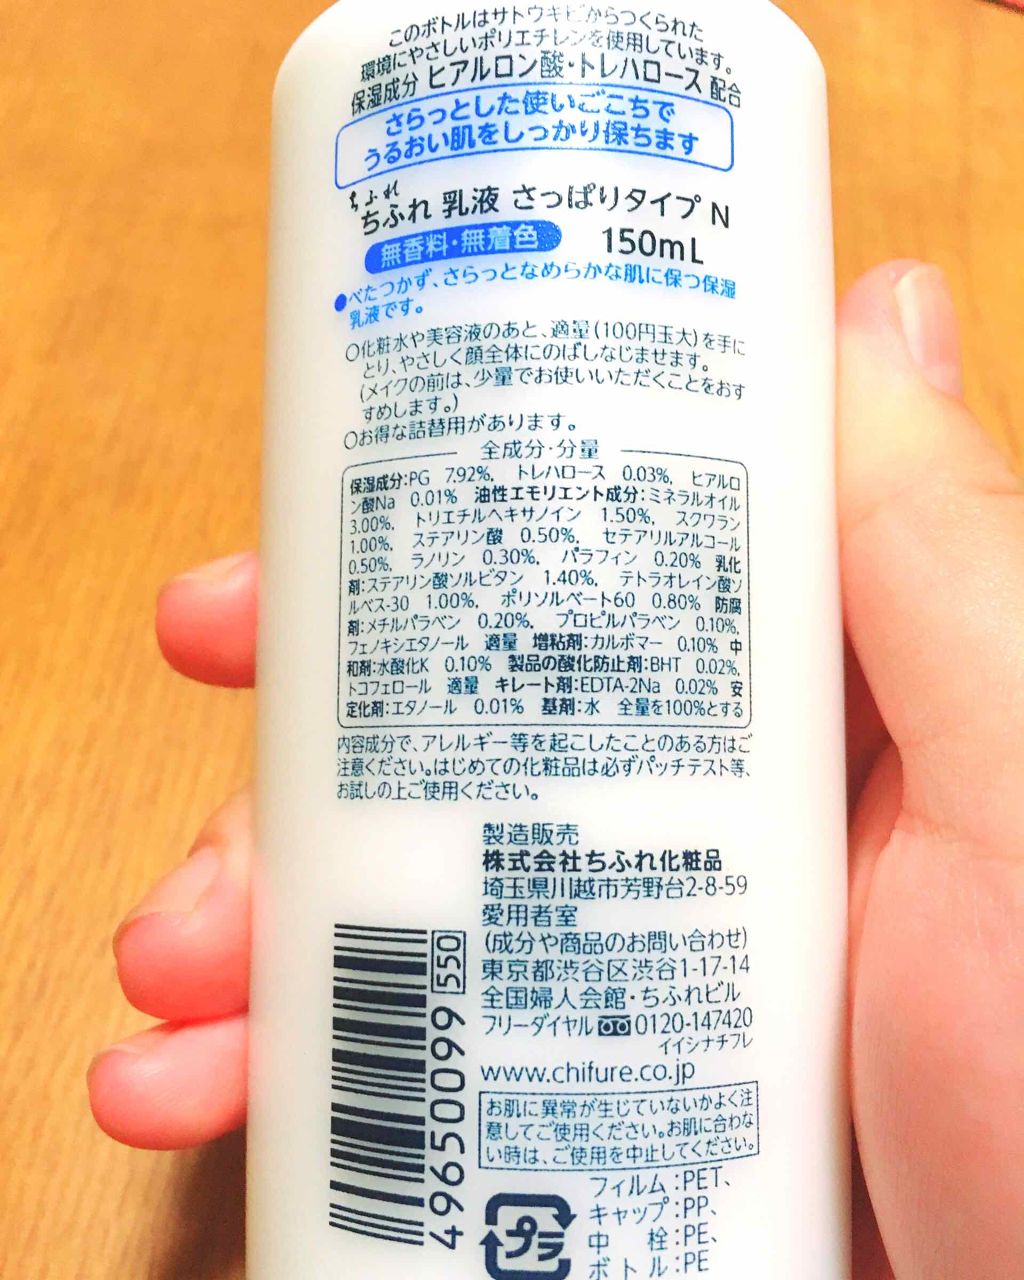 このボトルはサトウキビからつくられた
環境にやさしいポリエチレンを使用しています。
保湿成分 ヒアルロン酸・トレハロース 配合
さらっとした使いごこちで
うるおい肌をしっかり保ちます
ちふれ
ちふれ 乳液 さっぱりタイプ N
無香料・無着色 150mL
●べたつかず、さらっとなめらかな肌に保つ保湿
乳液です。
○化粧水や美容液のあと、適量(100円玉大)を手に
とり、やさしく顔全体にのばしなじませます。
(メイクの前は、少量でお使いいただくことをおす
すめします。)
○お得な詰替用があります。
全成分・分量
保湿成分:PG 7.92%, トレハロース 0.03%, ヒアルロ
ン酸Na 0.01% 油性エモリエント成分:ミネラルオイル
3.00%, トリエチルヘキサノイン 1.50%, スクワラン
1.00%, ステアリン酸 0.50%, セテアリルアルコール
0.50%, ラノリン 0.30%, パラフィン 0.20% 乳化
剤:ステアリン酸ソルビタン 1.40%, テトラオレイン酸ソ
ルベス-30 1.00%, ポリソルベート60 0.80% 防腐
剤:メチルパラベン 0.20%, プロピルパラベン 0.10%,
フェノキシエタノール 適量 増粘剤:カルボマー 0.10% 中
和剤:水酸化K 0.10% 製品の酸化防止剤:BHT 0.02%,
トコフェロール 適量 キレート剤:EDTA-2Na 0.02% 安
定化剤:エタノール 0.01% 基剤:水 全量を100%とする
内容成分で、アレルギー等を起こしたことのある方はご
注意ください。はじめての化粧品は必ずパッチテスト等、
お試しの上ご使用ください。
製造販売
株式会社ちふれ化粧品
埼玉県川越市芳野台2-8-59
愛用者室
(成分や商品のお問い合わせ)
東京都渋谷区渋谷1-17-14
全国婦人会館・ちふれビル
フリーダイヤル 0120-147420
イイシナチフレ
www.chifure.co.jp
お肌に異常が生じていないかよく注
意してご使用ください。お肌に合わな
い時は、ご使用を中止してください。
4965009 9 550
プラ
フィルム:PET、
キャップ:PP、
中 栓:PE、
ボトル:PE